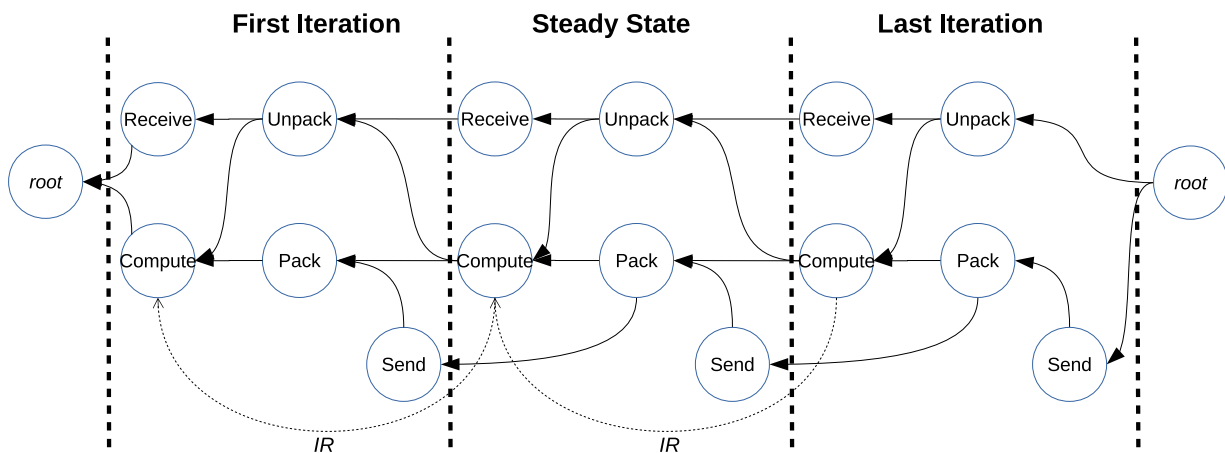 First Iteration
Steady State
Last Iteration
Receive
Unpack
Receive
Unpack
Receive
Unpack
root
root
Compute
Pack
Compute
Pack
Compute
Pack
Send
Send
Send
IR
IR